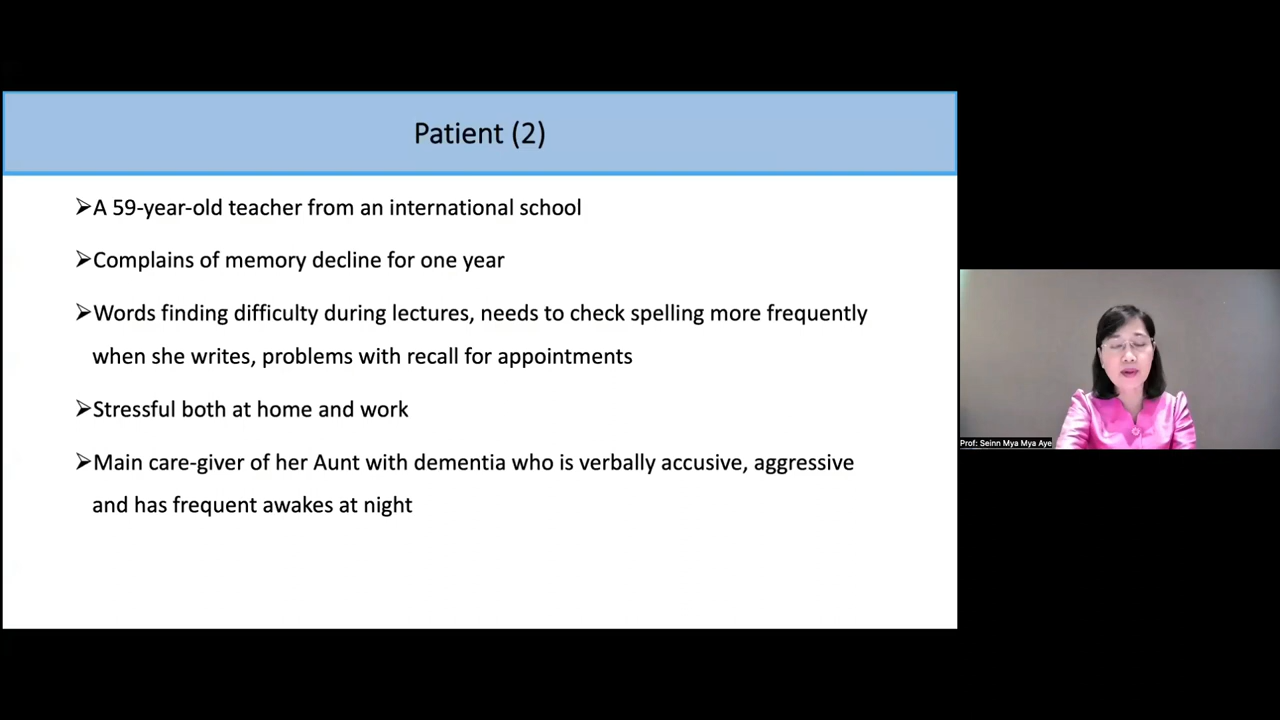 Patient (2)
➢A 59-year-old teacher from an international school
➢Complains of memory decline for one year
➢Words finding difficulty during lectures, needs to check spelling more frequently
when she writes, problems with recall for appointments
➢Stressful both at home and work
➢Main care-giver of her Aunt with dementia who is verbally accusive, aggressive
and has frequent awakes at night
Prof: Seinn Mya Mya Aye